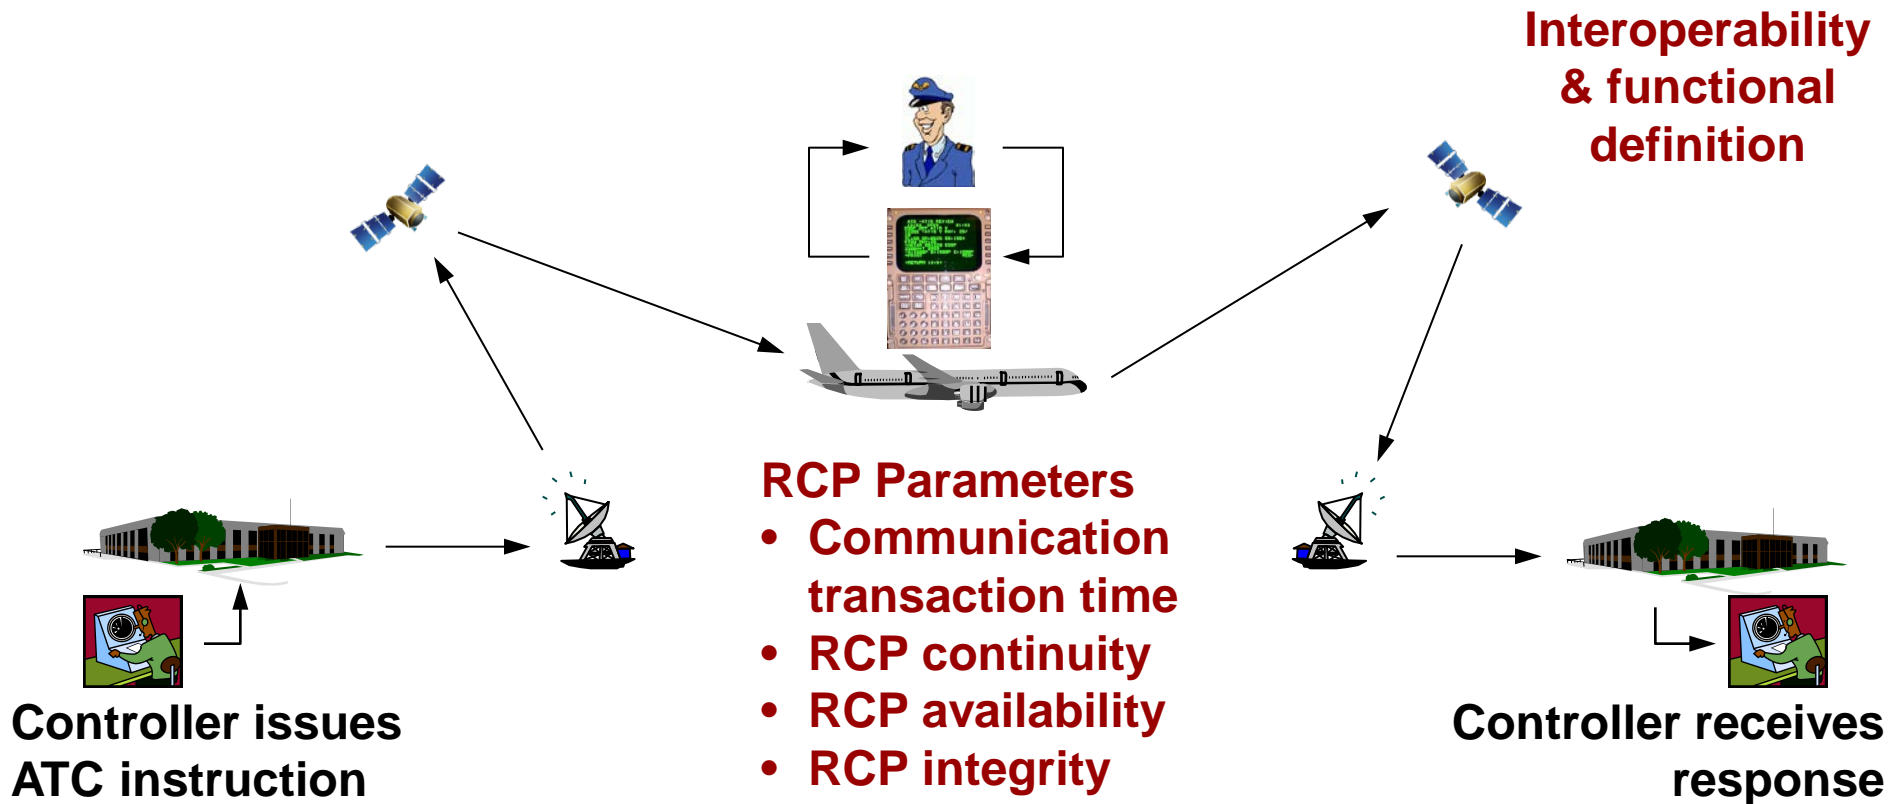 Interoperability
& functional
definition
RCP Parameters
• Communication
transaction time
• RCP continuity
• RCP availability
• RCP integrity
Controller issues
ATC instruction
Controller receives
response